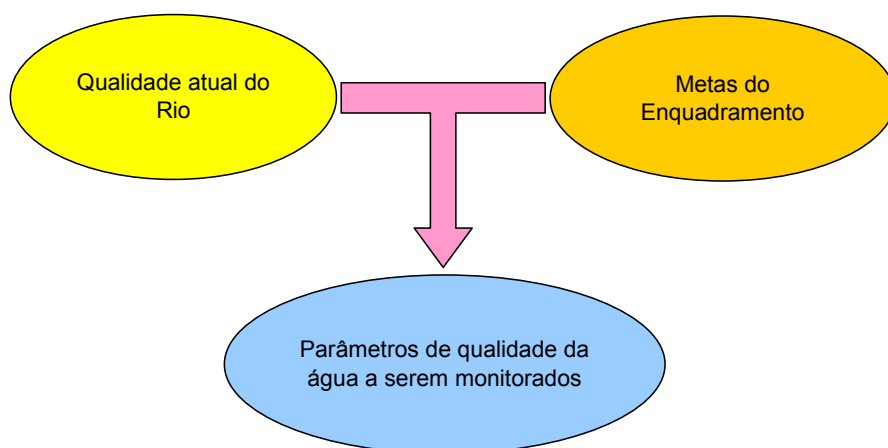 Qualidade atual do
Rio
Metas do
Enquadramento
Parâmetros de qualidade da
água a serem monitorados